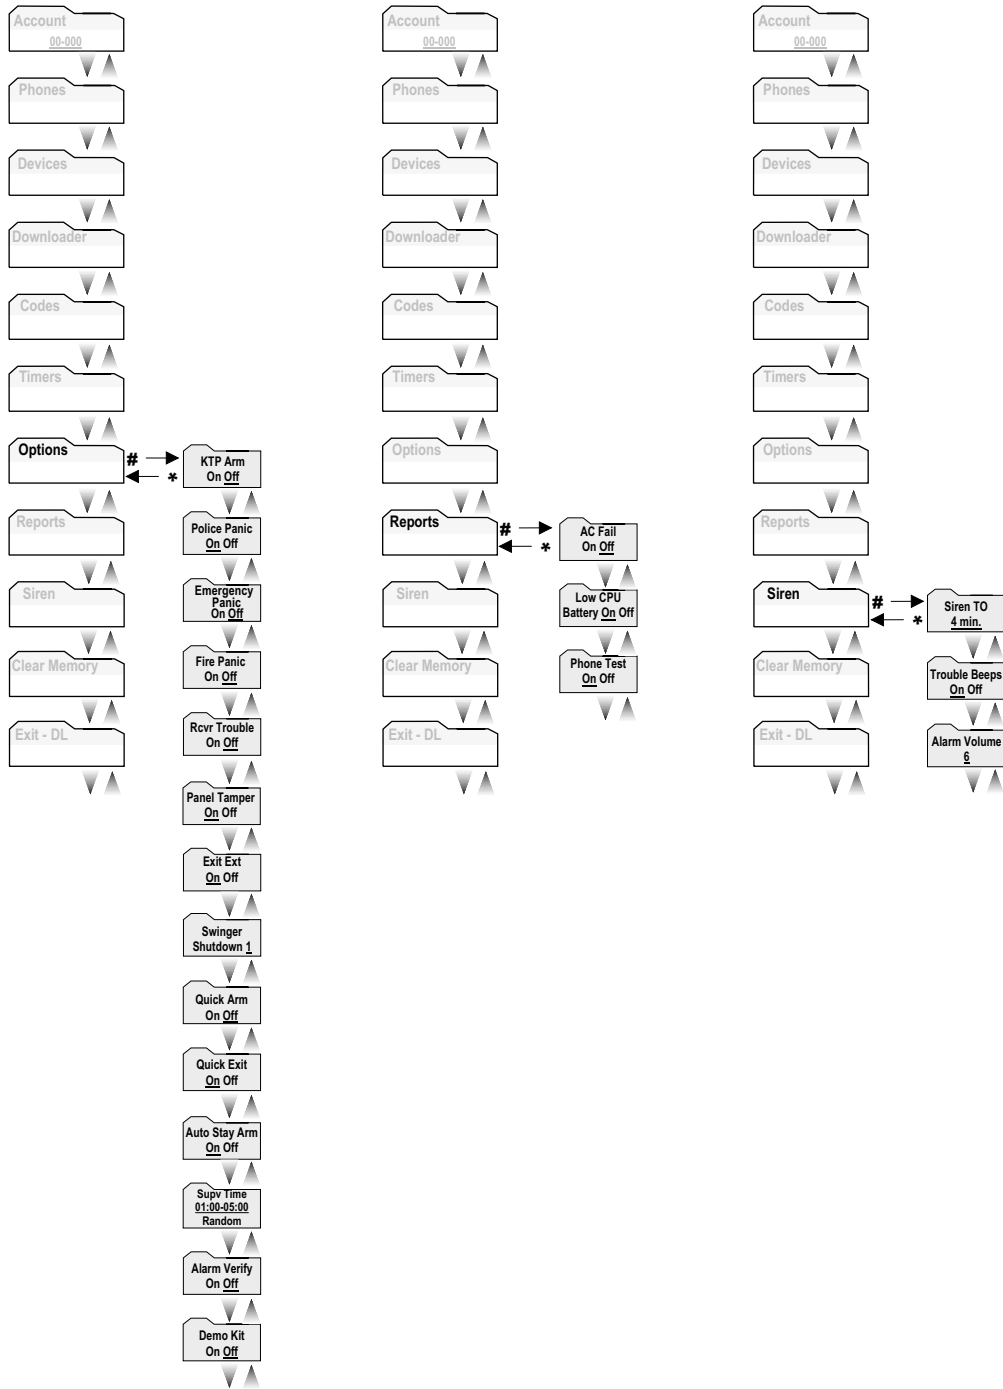 Account
00-000
Phones
Devices
Downloader
Codes
Timers
Options
#
*
Reports
Siren
Clear Memory
Exit - DL
KTP Arm
On Off
Police Panic
On Off
Emergency
Panic
On Off
Fire Panic
On Off
Rcvr Trouble
On Off
Panel Tamper
On Off
Exit Ext
On Off
Swinger
Shutdown 1
Quick Arm
On Off
Quick Exit
On Off
Auto Stay Arm
On Off
Supv Time
01:00-05:00
Random
Alarm Verify
On Off
Demo Kit
On Off
Account
00-000
Phones
Devices
Downloader
Codes
Timers
Options
Reports
#
*
Siren
Clear Memory
Exit - DL
AC Fail
On Off
Low CPU
Battery On Off
Phone Test
On Off
Account
00-000
Phones
Devices
Downloader
Codes
Timers
Options
Reports
Siren
#
*
Clear Memory
Exit - DL
Siren TO
4 min.
Trouble Beeps
On Off
Alarm Volume
6